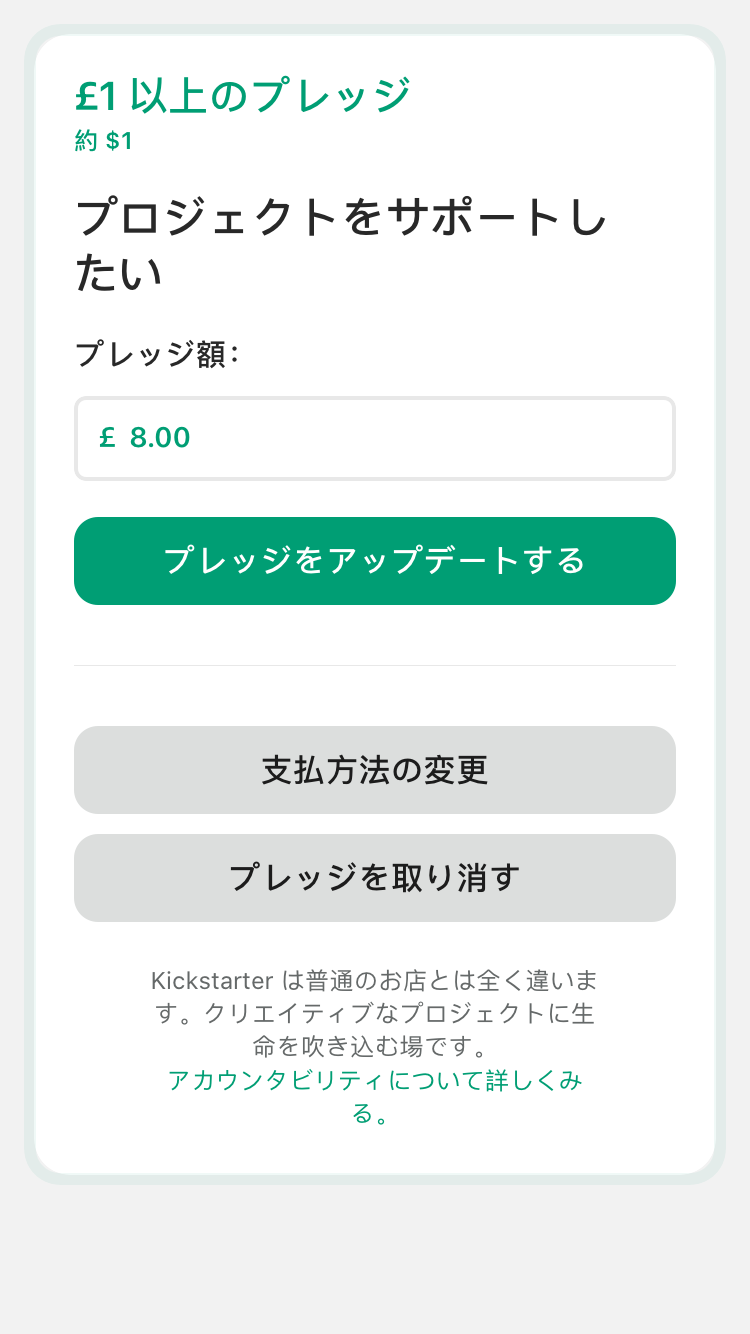 £1 以上のプレッジ
約 $1
プロジェクトをサポートし
たい
プレッジ額:
£ 8.00
プレッジをアップデートする
支払方法の変更
プレッジを取り消す
Kickstarter は普通のお店とは全く違いま
す。クリエイティブなプロジェクトに生
命を吹き込む場です。
アカウンタビリティについて詳しくみ
る。